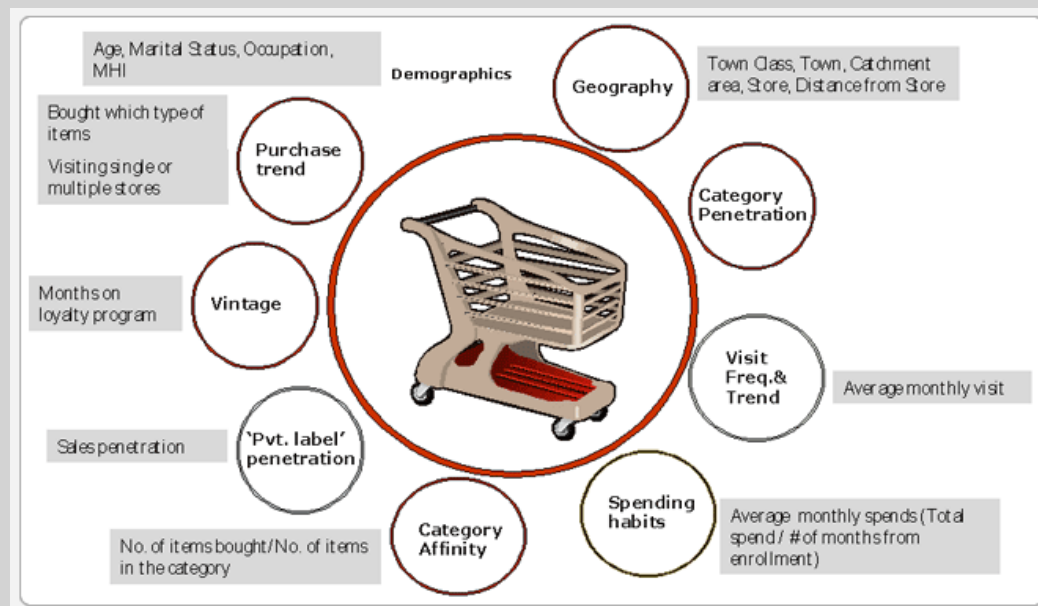 Age, Marital Status, Occupation,
MHI
Demographics
Geography
Town Class, Town, Catchment
area, Store, Distance from Store
Bought which type of
items
Visiting single or
multiple stores
Purchase
trend
Category
Penetration
Months on
loyalty program
Vintage
Visit
Freq.&
Trend
Average monthly visit
Sales penetration
‘Pvt. label’
penetration
Spending
habits
Average monthly spends (Total
spend / # of months from
enrollment)
Category
Affinity
No. of items bought/No. of items
in the category